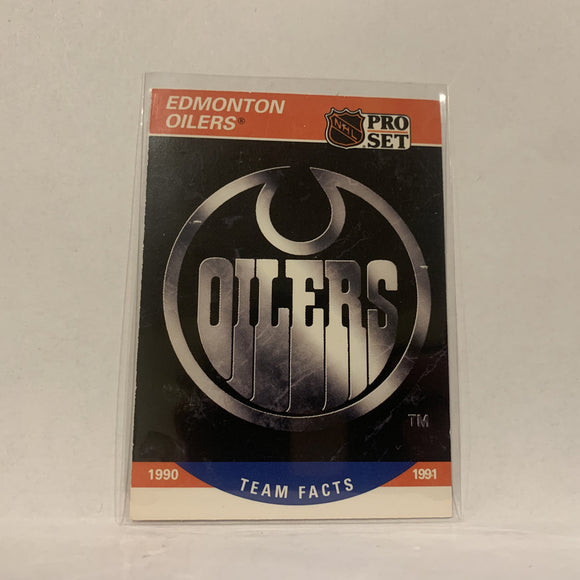 EDMONTON
OILERS®
NHL
PRO
SET
OILERS
TM
1990
TEAM FACTS
1991